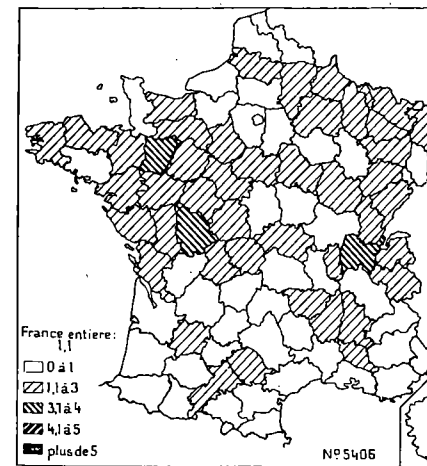 France entiere:
1,1
0 à 1
1,1 à 3
3,1 à 4
4,1 à 5
plus de 5
Nº 5406